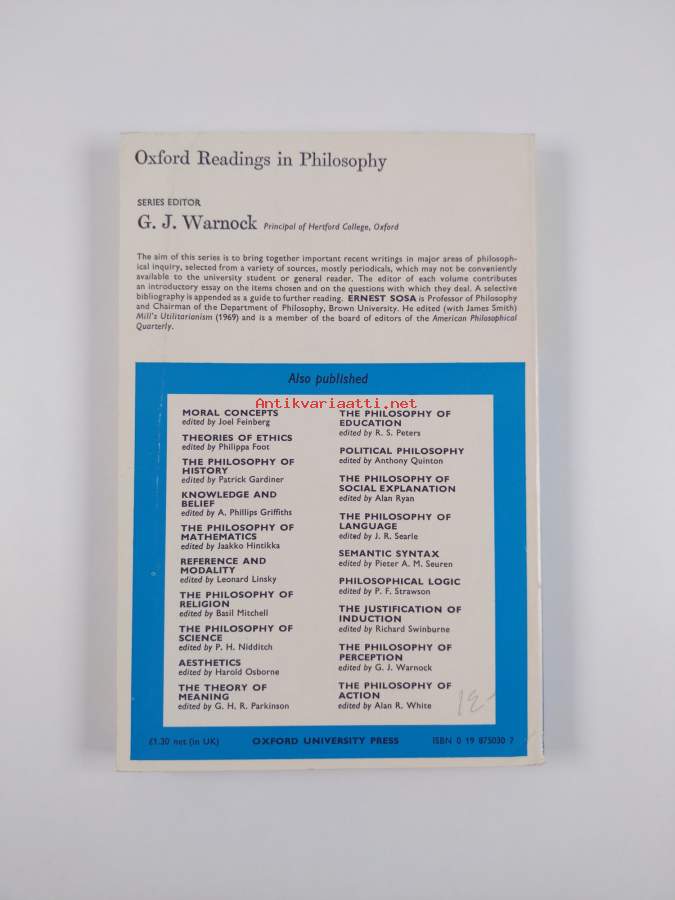 Oxford Readings in Philosophy
SERIES EDITOR
G. J. Warnock Principal of Hertford College, Oxford
The aim of this series is to bring together important recent writings in major areas of philosoph-
ical inquiry, selected from a variety of sources, mostly periodicals, which may not be conveniently
available to the university student or general reader. The editor of each volume contributes
an introductory essay on the items chosen and on the questions with which they deal. A selective
bibliography is appended as a guide to further reading. ERNEST SOSA is Professor of Philosophy
and Chairman of the Department of Philosophy, Brown University. He edited (with James Smith)
Mill's Utilitarianism (1969) and is a member of the board of editors of the American Philosophical
Quarterly.
Also published
Antikvariaatti.net
MORAL CONCEPTS
edited by Joel Feinberg
THEORIES OF ETHICS
edited by Philippa Foot
THE PHILOSOPHY OF
HISTORY
edited by Patrick Gardiner
KNOWLEDGE AND
BELIEF
edited by A. Phillips Griffiths
THE PHILOSOPHY OF
MATHEMATICS
edited by Jaakko Hintikka
REFERENCE AND
MODALITY
edited by Leonard Linsky
THE PHILOSOPHY OF
RELIGION
edited by Basil Mitchell
THE PHILOSOPHY OF
SCIENCE
edited by P. H. Nidditch
AESTHETICS
edited by Harold Osborne
THE THEORY OF
MEANING
edited by G. H. R. Parkinson
THE PHILOSOPHY OF
EDUCATION
edited by R. S. Peters
POLITICAL PHILOSOPHY
edited by Anthony Quinton
THE PHILOSOPHY OF
SOCIAL EXPLANATION
edited by Alan Ryan
THE PHILOSOPHY OF
LANGUAGE
edited by J. R. Searle
SEMANTIC SYNTAX
edited by Pieter A. M. Seuren
PHILOSOPHICAL LOGIC
edited by P. F. Strawson
THE JUSTIFICATION OF
INDUCTION
edited by Richard Swinburne
THE PHILOSOPHY OF
PERCEPTION
edited by G. J. Warnock
THE PHILOSOPHY OF
ACTION
edited by Alan R. White
12-
£1.30 net (in UK) OXFORD UNIVERSITY PRESS ISBN 0 19 875030 7